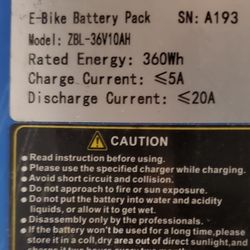 E-Bike Battery Pack SN: A193
Model: ZBL-36V10AH
Rated Energy: 360Wh
Charge Current: ≤5A
Discharge Current: ≤20A
CAUTION
● Read instruction before using.
● Please use the specified charger while charging.
● Avoid short circuit and collision.
● Do not approach to fire or sun exposure.
● Do not put the battery into water and acidity
liquids, or allow it to get wet.
● Disassembly only by the professionals.
● If the battery won't be used for a long time, please
store it in a coll, dry area out of direct sunlight, and